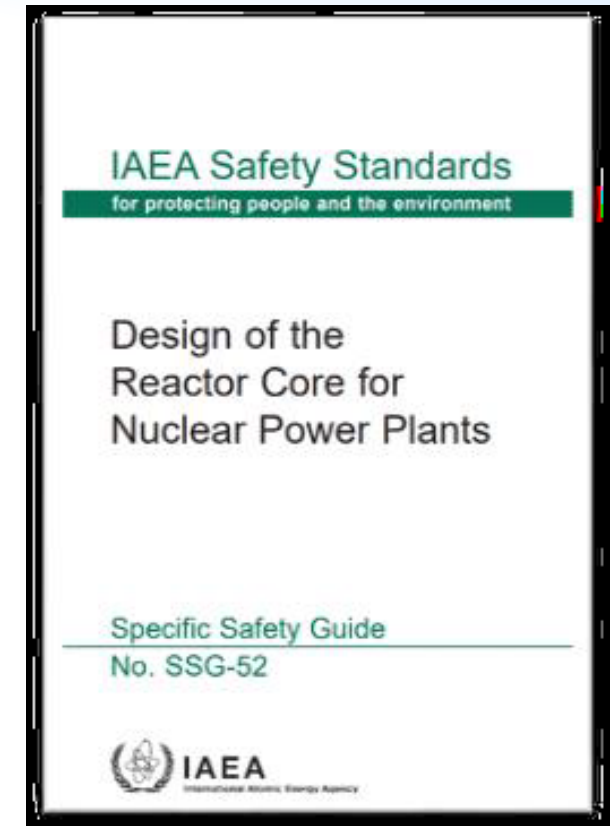 IAEA Safety Standards
for protecting people and the environment
Design of the
Reactor Core for
Nuclear Power Plants
Specific Safety Guide
No. SSG-52
IAEA
International Atomic Energy Agency